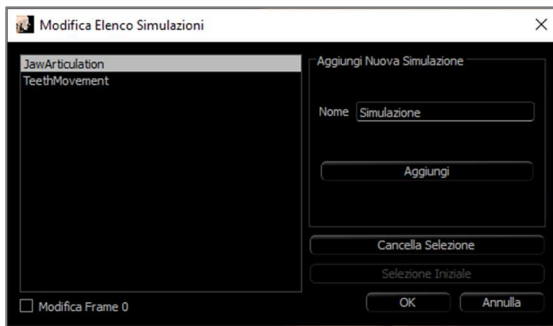 Modifica Elenco Simulazioni
JawArticulation
TeethMovement
Aggiungi Nuova Simulazione
Nome
Simulazione
Aggiungi
Cancella Selezione
Selezione Iniziale
Modifica Frame 0
OK
Annulla